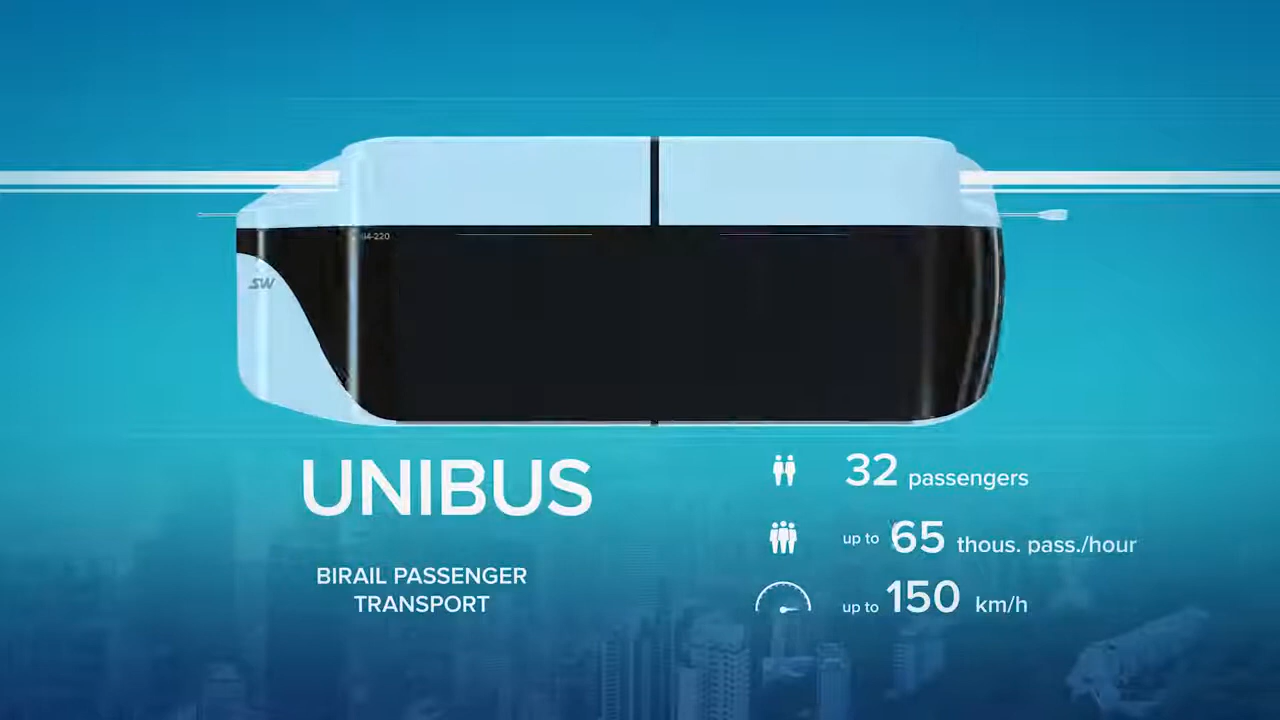 SW
UNIBUS
BIRAIL PASSENGER
TRANSPORT
32 passengers
up to 65 thous. pass./hour
up to 150 km/h